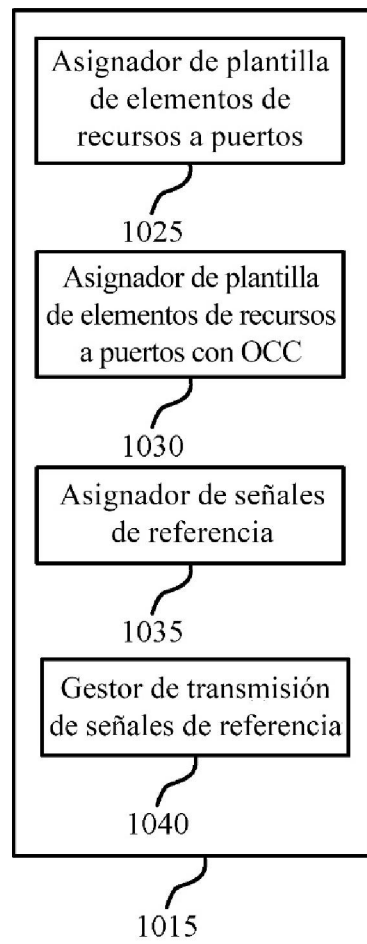 Asignador de plantilla
de elementos de
recursos a puertos
1025
Asignador de plantilla
de elementos de recursos
a puertos con OCC
1030
Asignador de señales
de referencia
1035
Gestor de transmisión
de señales de referencia
1040
1015